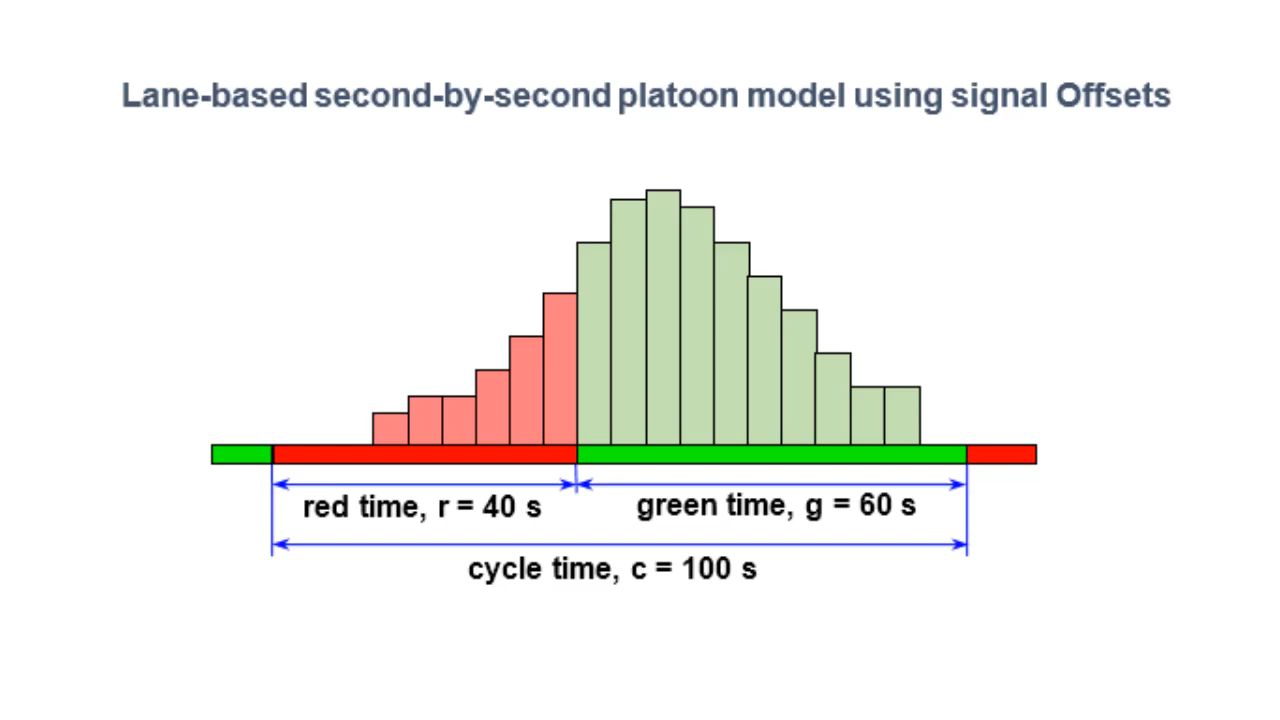 Lane-based second-by-second platoon model using signal Offsets
red time, r = 40 s
green time, g = 60 s
cycle time, c = 100 s